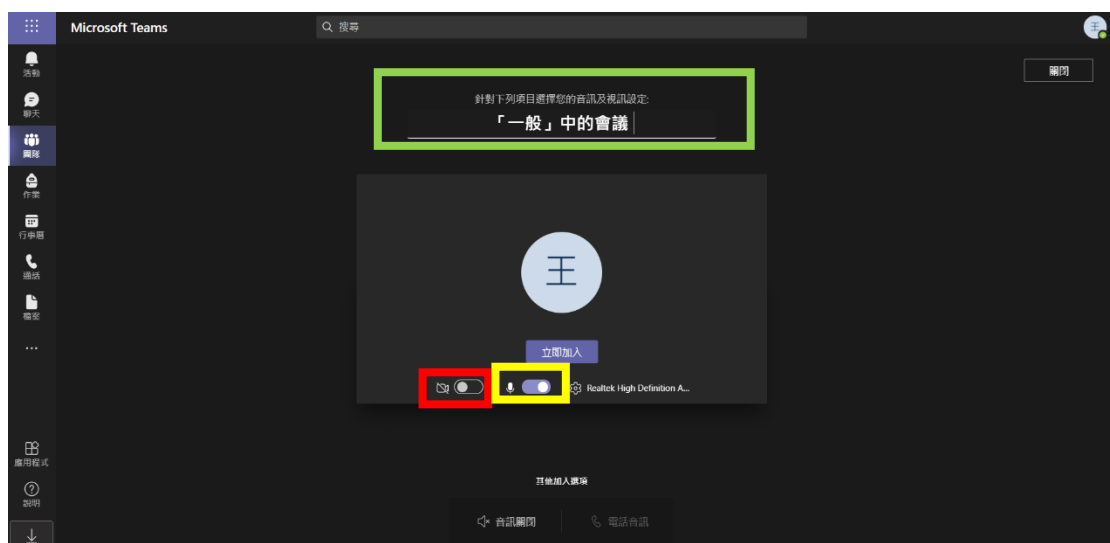 Microsoft Teams
搜尋
王
活動
聊天
團隊
作業
行事曆
通話
檔案
...
應用程式
說明
關閉
針對下列項目選擇您的音訊及視訊設定:
「一般」中的會議
王
立即加入
Realtek High Definition A...
其他加入選項
音訊關閉
電話音訊